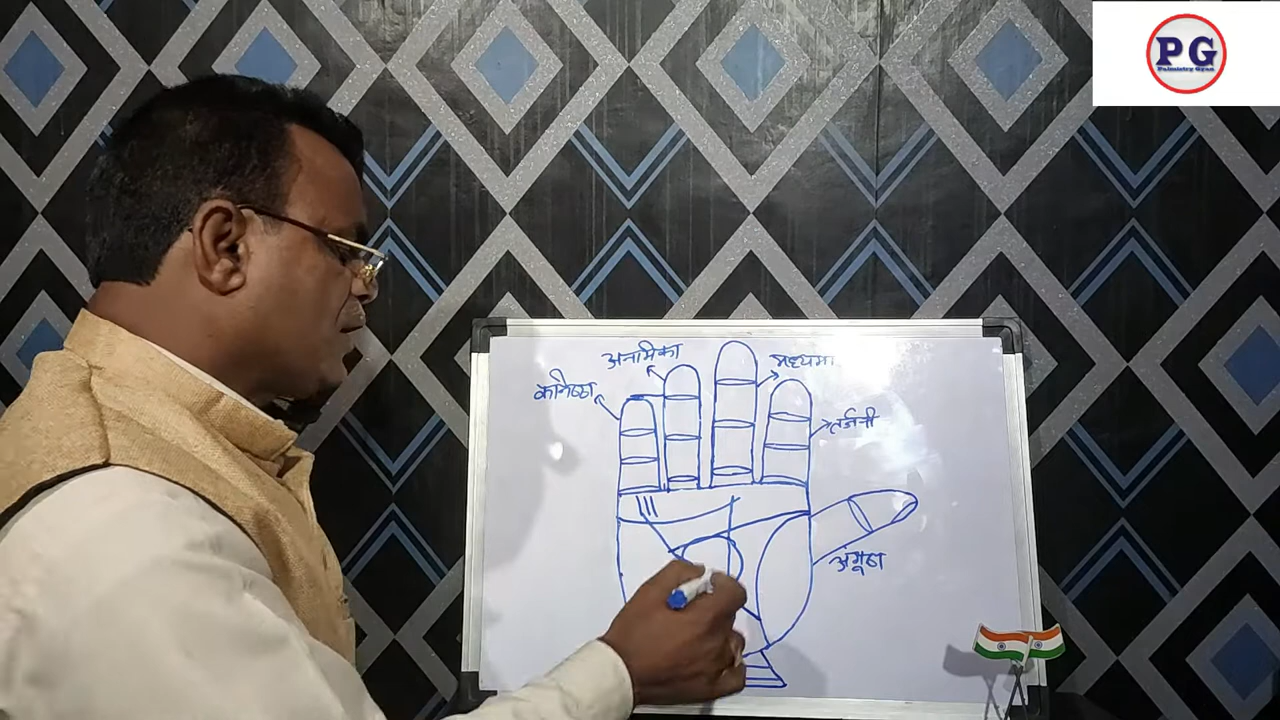 PG
Palmistry Gyan
अनामिका
मध्यमा
कनिष्ठा
तर्जनी
अंगूठा